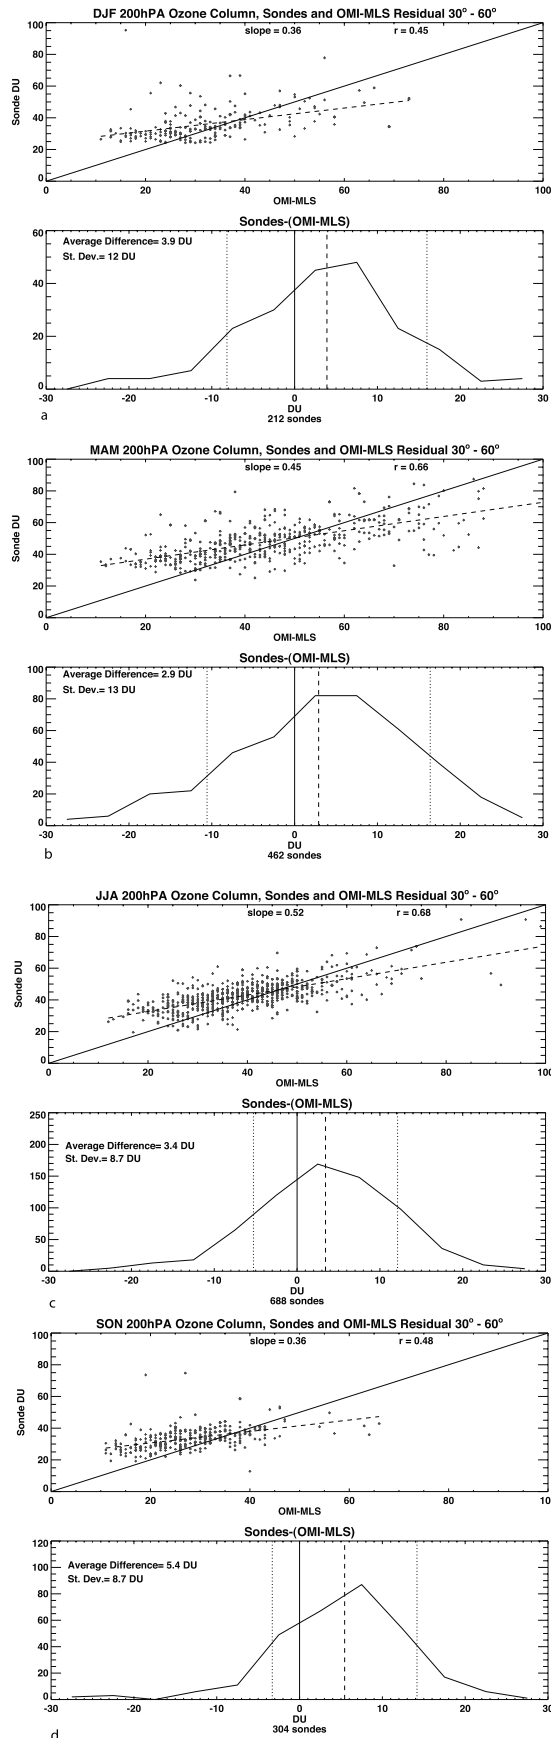 DJF 200hPA Ozone Column, Sondes and OMI-MLS Residual 30° - 60°
slope = 0.36 r = 0.45
100
80
60
40
20
0
Sonde DU
0 20 40 60 80 100
OMI-MLS
Sondes-(OMI-MLS)
Average Difference= 3.9 DU
St. Dev.= 12 DU
60
40
20
0
-30 -20 -10 0 10 20 30
DU
212 sondes
a
MAM 200hPA Ozone Column, Sondes and OMI-MLS Residual 30° - 60°
slope = 0.45 r = 0.66
100
80
60
40
20
0
Sonde DU
0 20 40 60 80 100
OMI-MLS
Sondes-(OMI-MLS)
Average Difference= 2.9 DU
St. Dev.= 13 DU
100
80
60
40
20
0
-30 -20 -10 0 10 20 30
DU
462 sondes
b
JJA 200hPA Ozone Column, Sondes and OMI-MLS Residual 30° - 60°
slope = 0.52 r = 0.68
100
80
60
40
20
0
Sonde DU
0 20 40 60 80 100
OMI-MLS
Sondes-(OMI-MLS)
Average Difference= 3.4 DU
St. Dev.= 8.7 DU
250
200
150
100
50
0
-30 -20 -10 0 10 20 30
DU
688 sondes
c
SON 200hPA Ozone Column, Sondes and OMI-MLS Residual 30° - 60°
slope = 0.36 r = 0.48
100
80
60
40
20
0
Sonde DU
0 20 40 60 80 100
OMI-MLS
Sondes-(OMI-MLS)
Average Difference= 5.4 DU
St. Dev.= 8.7 DU
120
100
80
60
40
20
0
-30 -20 -10 0 10 20 30
DU
304 sondes
d